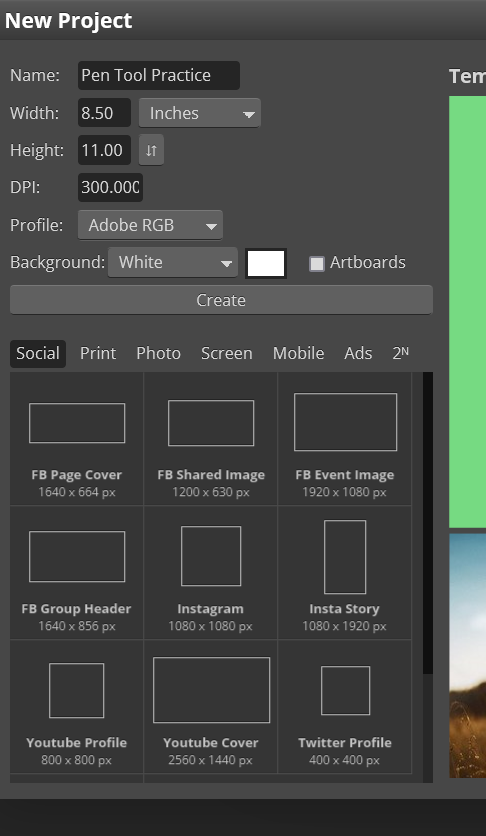 New Project
Name: Pen Tool Practice
Width: 8.50 Inches
Height: 11.00
DPI: 300.000
Profile: Adobe RGB
Background: White Artboards
Create
Social Print Photo Screen Mobile Ads 2ᴺ
FB Page Cover FB Shared Image FB Event Image
1640 x 664 px 1200 x 630 px 1920 x 1080 px
FB Group Header Instagram Insta Story
1640 x 856 px 1080 x 1080 px 1080 x 1920 px
Youtube Profile Youtube Cover Twitter Profile
800 x 800 px 2560 x 1440 px 400 x 400 px